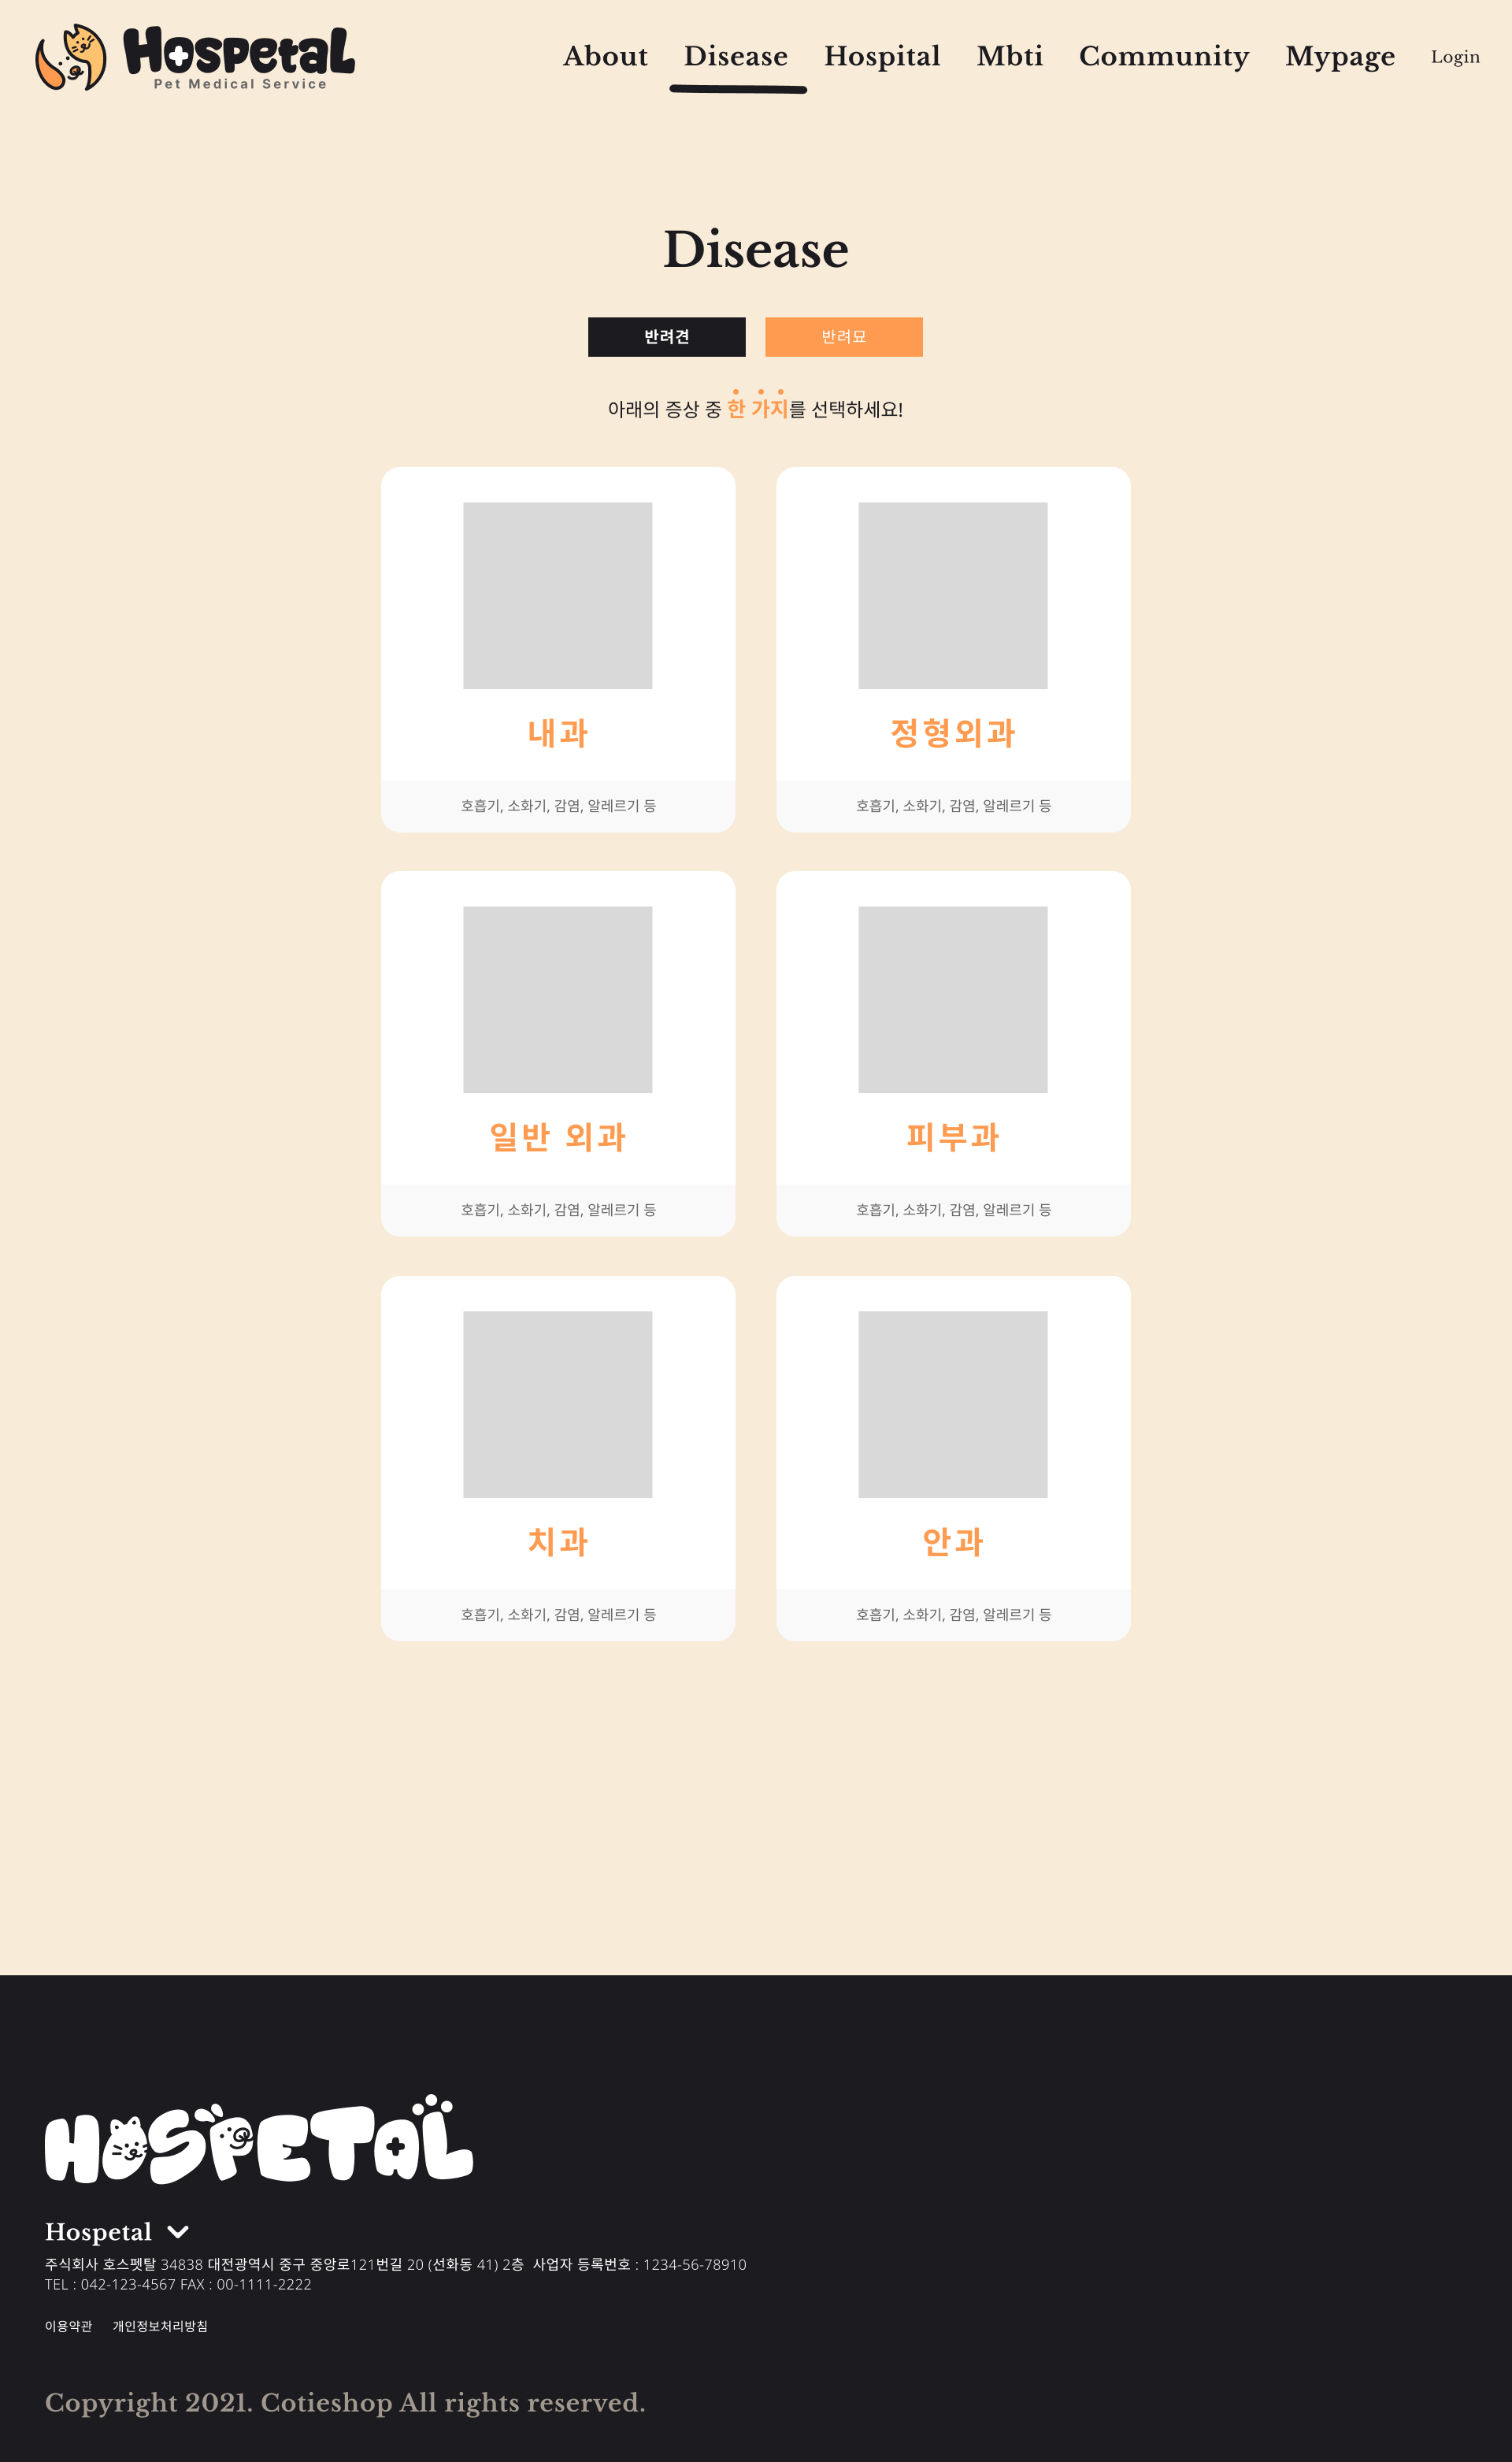 Hospetal
Pet Medical Service
About Disease Hospital Mbti Community Mypage Login
Disease
반려견 반려묘
아래의 증상 중 한 가지를 선택하세요!
내과 정형외과
호흡기, 소화기, 감염, 알레르기 등 호흡기, 소화기, 감염, 알레르기 등
일반 외과 피부과
호흡기, 소화기, 감염, 알레르기 등 호흡기, 소화기, 감염, 알레르기 등
치과 안과
호흡기, 소화기, 감염, 알레르기 등 호흡기, 소화기, 감염, 알레르기 등
HOSPETAL
Hospetal
주식회사 호스펫탈 34838 대전광역시 중구 중앙로121번길 20 (선화동 41) 2층 사업자 등록번호 : 1234-56-78910
TEL : 042-123-4567 FAX : 00-1111-2222
이용약관 개인정보처리방침
Copyright 2021. Cotieshop All rights reserved.